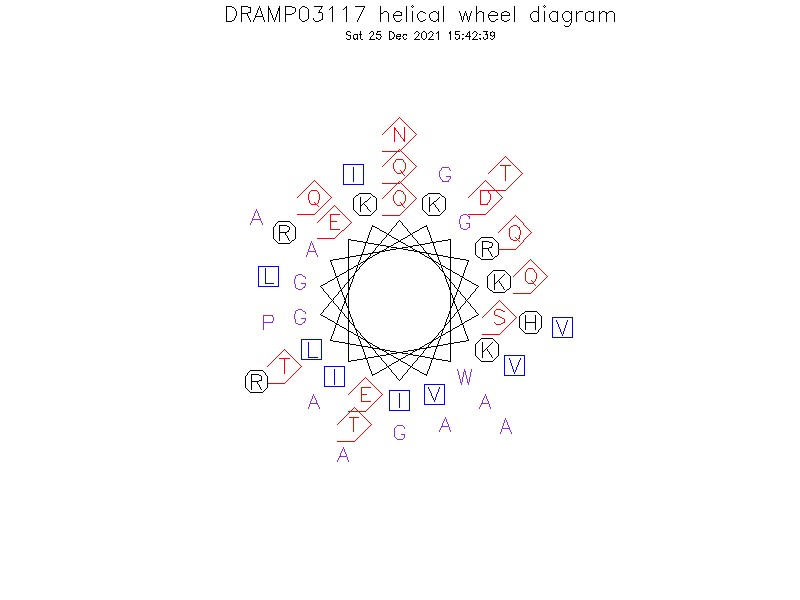 DRAMP03117 helical wheel diagram
Sat 25 Dec 2021 15:42:39
N
I Q G T
Q E K Q K D
A R A G R Q
L G K Q
P G S H V
R T L K V
A I E I V W A
T G A A
A